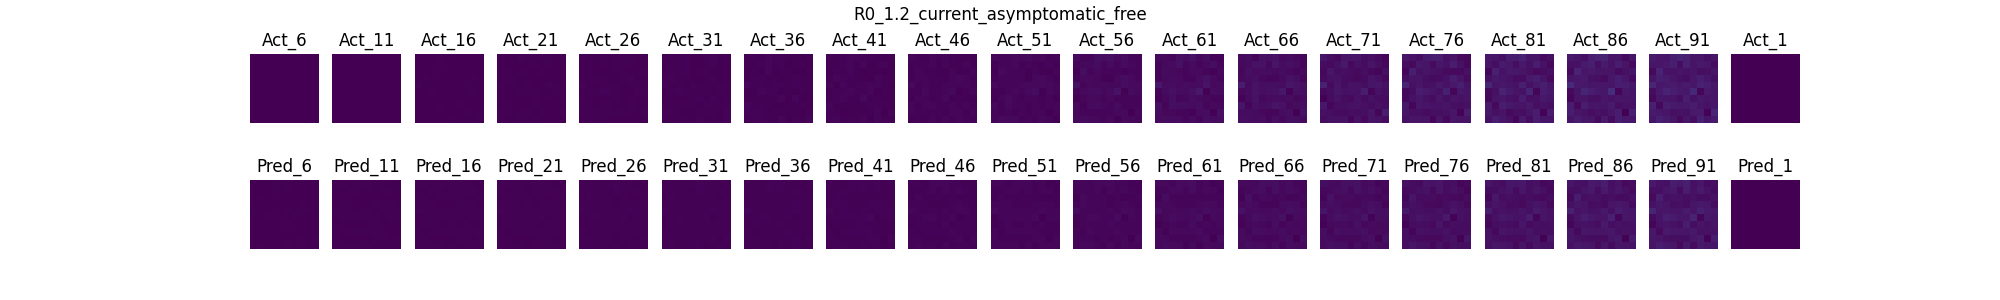 R0_1.2_current_asymptomatic_free
Act_6 Act_11 Act_16 Act_21 Act_26 Act_31 Act_36 Act_41 Act_46 Act_51 Act_56 Act_61 Act_66 Act_71 Act_76 Act_81 Act_86 Act_91 Act_1
Pred_6 Pred_11 Pred_16 Pred_21 Pred_26 Pred_31 Pred_36 Pred_41 Pred_46 Pred_51 Pred_56 Pred_61 Pred_66 Pred_71 Pred_76 Pred_81 Pred_86 Pred_91 Pred_1